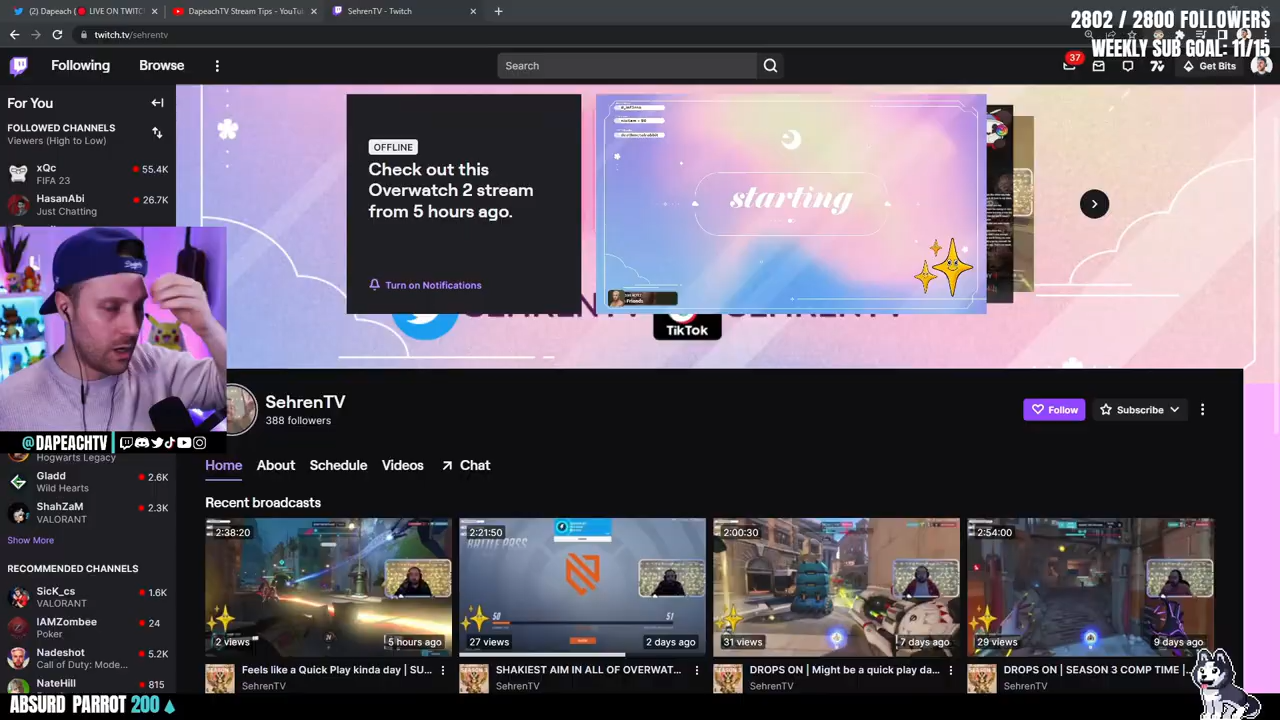 (2) Dapeach (🔴 LIVE ON TWITC
DapeachTV Stream Tips - YouTu
SehrenTV - Twitch
2802 / 2800 FOLLOWERS
twitch.tv/sehrentv
WEEKLY SUB GOAL: 11/15
Following
Browse
Search
37
Get Bits
For You
FOLLOWED CHANNELS
Viewers (High to Low)
xQc
55.4K
FIFA 23
HasanAbi
26.7K
Just Chatting
OFFLINE
Check out this
Overwatch 2 stream
from 5 hours ago.
Turn on Notifications
starting
TikTok
SehrenTV
388 followers
Follow
Subscribe
@DAPEACHTV
Hogwarts Legacy
Gladd
2.6K
Wild Hearts
ShahZaM
2.3K
VALORANT
Show More
RECOMMENDED CHANNELS
SicK_cs
1.6K
VALORANT
IAMZombee
24
Poker
Nadeshot
5.2K
Call of Duty: Mode...
NateHill
815
Home
About
Schedule
Videos
Chat
Recent broadcasts
2:38:20
2 views
5 hours ago
Feels like a Quick Play kinda day | SU...
SehrenTV
2:21:50
BATTLE PASS
50
51
27 views
2 days ago
SHAKIEST AIM IN ALL OF OVERWAT...
SehrenTV
2:00:30
31 views
7 days ago
DROPS ON | Might be a quick play da...
SehrenTV
2:54:00
29 views
9 days ago
DROPS ON | SEASON 3 COMP TIME |...
SehrenTV
ABSURD PARROT 200